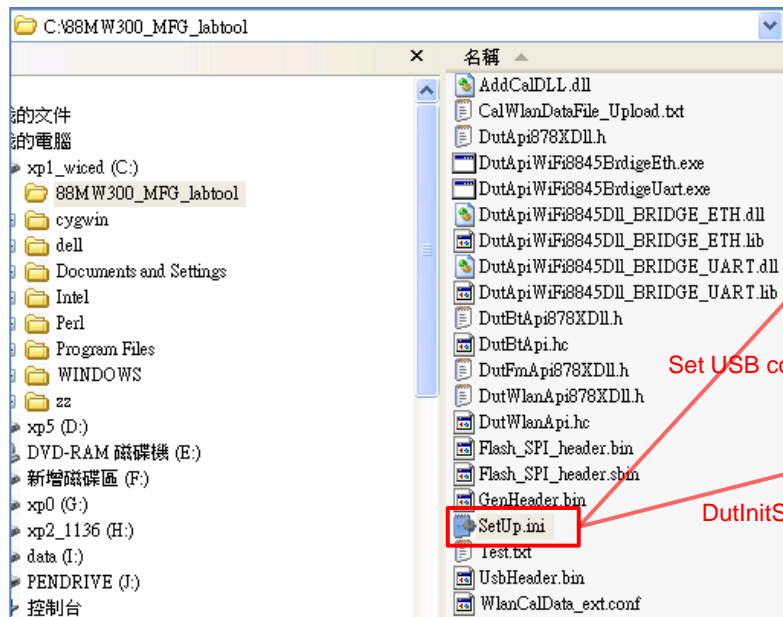 C:\88MW300_MFG_labtool
名稱
我的文件
我的電腦
xp1_wiced (C:)
88MW300_MFG_labtool
cygwin
dell
Documents and Settings
Intel
Perl
Program Files
WINDOWS
zz
xp5 (D:)
DVD-RAM 磁碟機 (E:)
新增磁碟區 (F:)
xp0 (G:)
xp2_1136 (H:)
data (I:)
PENDRIVE (J:)
控制台
AddCalDLL.dll
CalWlanDataFile_Upload.txt
DutApi878XDll.h
DutApiWiFi8845BrdigeEth.exe
DutApiWiFi8845BrdigeUart.exe
DutApiWiFi8845Dll_BRIDGE_ETH.dll
DutApiWiFi8845Dll_BRIDGE_ETH.lib
DutApiWiFi8845Dll_BRIDGE_UART.dll
DutApiWiFi8845Dll_BRIDGE_UART.lib
DutBtApi878XDll.h
DutBtApi.hc
DutFmApi878XDll.h
DutWlanApi878XDll.h
DutWlanApi.hc
Flash_SPI_header.bin
Flash_SPI_header.sbin
GenHeader.bin
SetUp.ini
Test.txt
UsbHeader.bin
WlanCalData_ext.conf
Set USB co
DutInitS